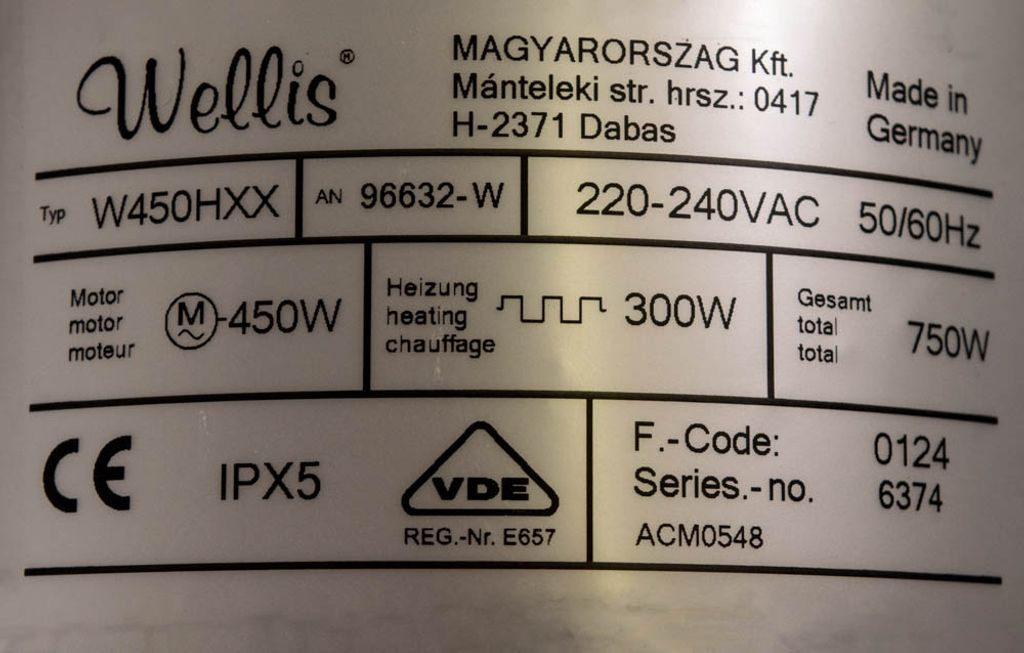 Wellis®
MAGYARORSZAG Kft.
Mánteleki str. hrsz.: 0417
H-2371 Dabas
Made in
Germany
Typ W450HXX
AN 96632-W
220-240VAC 50/60Hz
Motor
motor
moteur
M~ -450W
Heizung
heating
chauffage
300W
Gesamt
total
total
750W
CE
IPX5
VDE
REG.-Nr. E657
F.-Code: 0124
Series.-no. 6374
ACM0548